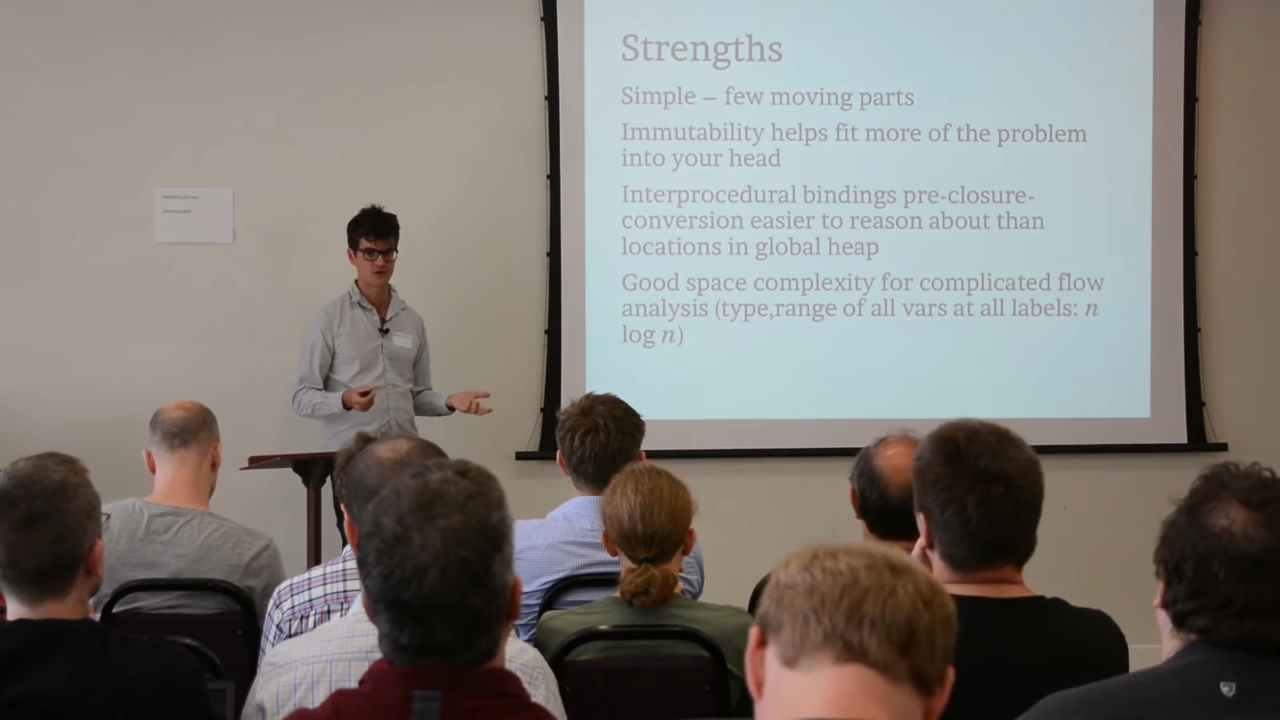 Strengths
Simple – few moving parts
Immutability helps fit more of the problem
into your head
Interprocedural bindings pre-closure-
conversion easier to reason about than
locations in global heap
Good space complexity for complicated flow
analysis (type,range of all vars at all labels: n
log n)